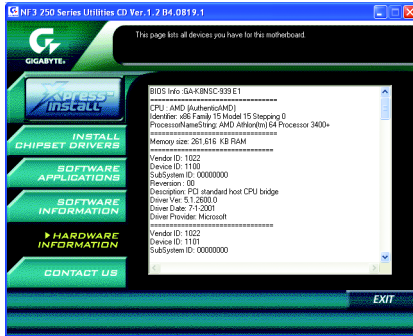 NF3 250 Series Utilities CD Ver.1.2 B4.0819.1
GIGABYTE™
This page lists all devices you have for this motherboard.
Xpress-
INSTALL
INSTALL
CHIPSET DRIVERS
SOFTWARE
APPLICATIONS
SOFTWARE
INFORMATION
HARDWARE
INFORMATION
CONTACT US
BIOS Info :GA-K8NSC-939 E1
================================
CPU : AMD (AuthenticAMD)
Identifier: x86 Family 15 Model 15 Stepping 0
ProcessorNameString: AMD Athlon(tm) 64 Processor 3400+
================================
Memory size: 261,616 KB RAM
================================
Vendor ID: 1022
Device ID: 1100
SubSystem ID: 00000000
Reversion : 00
Description: PCI standard host CPU bridge
Driver Ver: 5.1.2600.0
Driver Date: 7-1-2001
Driver Provider: Microsoft
================================
Vendor ID: 1022
Device ID: 1101
SubSystem ID: 00000000
EXIT